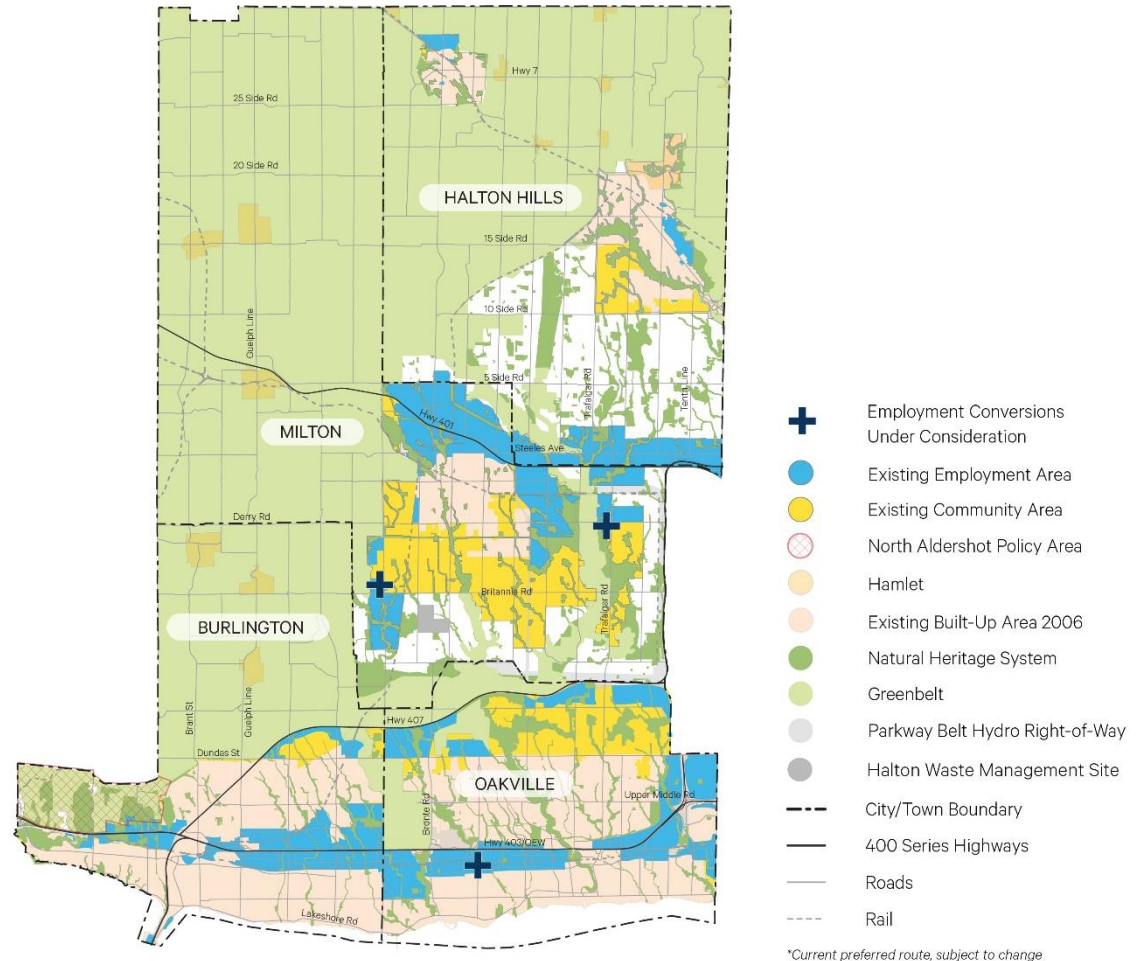 Hwy 7
25 Side Rd
20 Side Rd
HALTON HILLS
15 Side Rd
10 Side Rd
Guelph Line
5 Side Rd
Trafalgar Rd
Tenth Line
Hwy 401
MILTON
Steeles Ave
Derry Rd
Britannia Rd
Trafalgar Rd
BURLINGTON
Brant St
Guelph Line
Hwy 407
Dundas St
OAKVILLE
Bronte Rd
Upper Middle Rd
Hwy 403/QEW
Lakeshore Rd
Employment Conversions
Under Consideration
Existing Employment Area
Existing Community Area
North Aldershot Policy Area
Hamlet
Existing Built-Up Area 2006
Natural Heritage System
Greenbelt
Parkway Belt Hydro Right-of-Way
Halton Waste Management Site
City/Town Boundary
400 Series Highways
Roads
Rail
*Current preferred route, subject to change